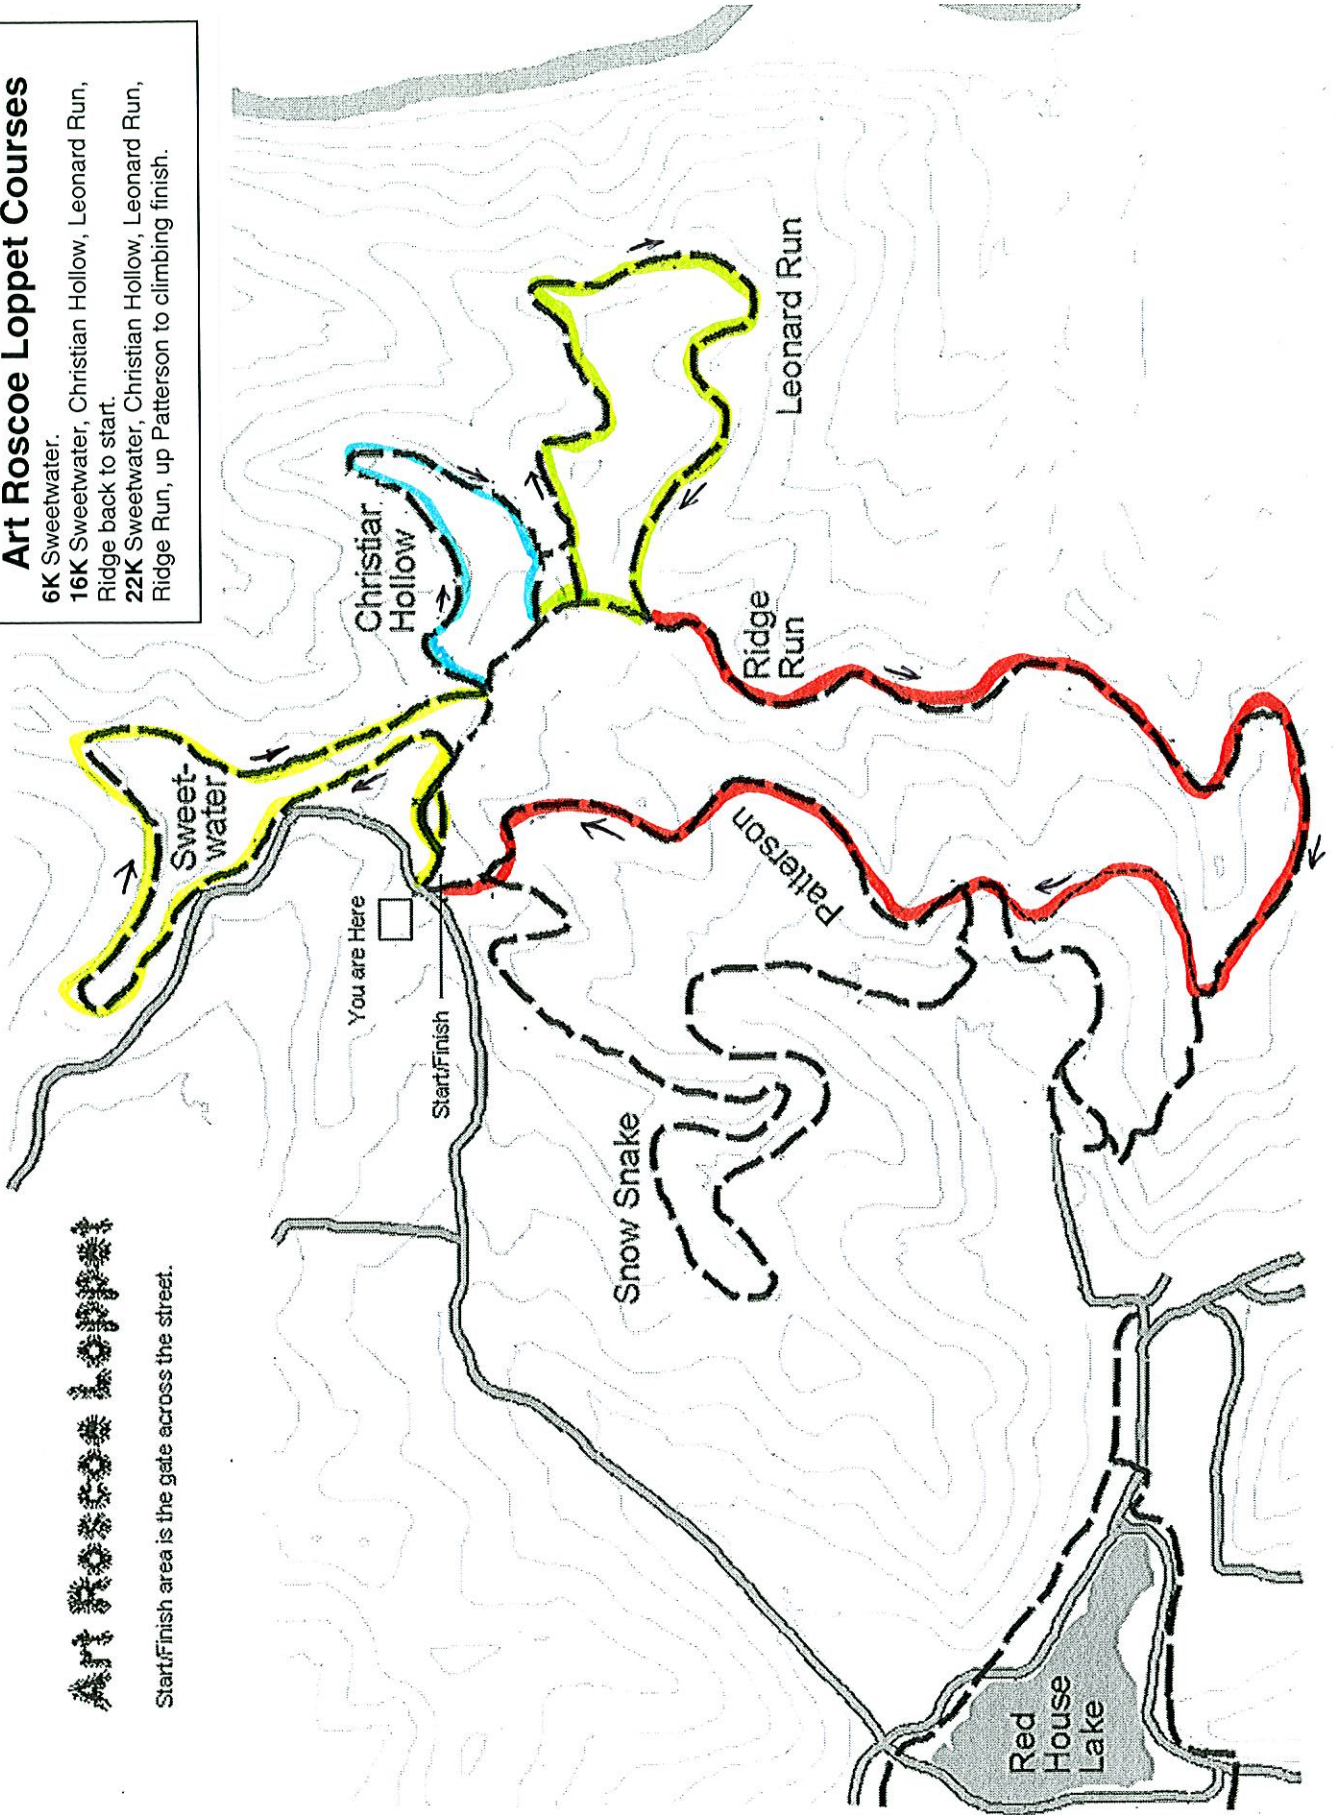 Art Roscoe Loppet
Start/Finish area is the gate across the street.
Art Roscoe Loppet Courses
6K Sweetwater.
16K Sweetwater, Christian Hollow, Leonard Run,
Ridge back to start.
22K Sweetwater, Christian Hollow, Leonard Run,
Ridge Run, up Patterson to climbing finish.
Sweet-
water
You are Here
Start/Finish
Christian
Hollow
Leonard Run
Ridge
Run
Patterson
Snow Snake
Red
House
Lake